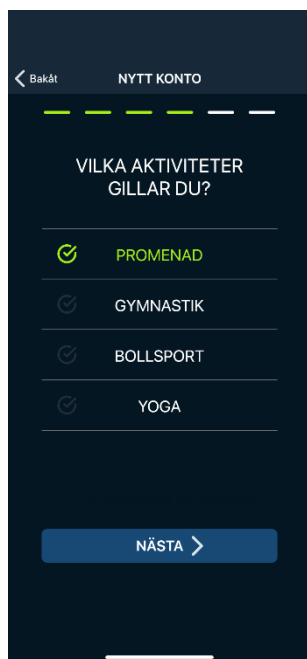 Bakåt
NYTT KONTO
VILKA AKTIVITETER
GILLAR DU?
PROMENAD
GYMNASTIK
BOLLSPORT
YOGA
NÄSTA